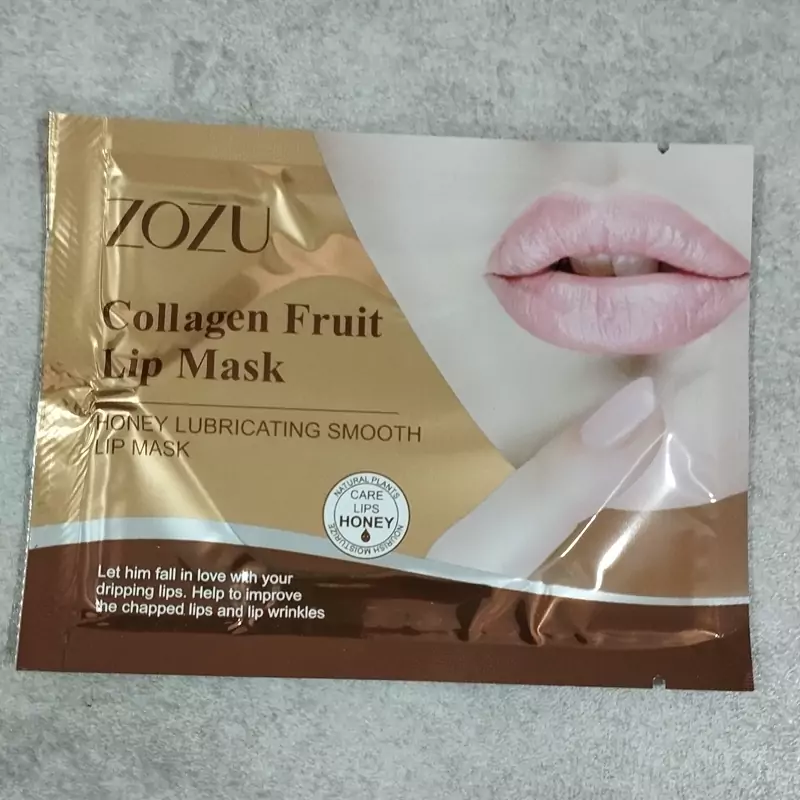 ZOZU
Collagen Fruit
Lip Mask
HONEY LUBRICATING SMOOTH
LIP MASK
NATURAL PLANTS
CARE
LIPS
HONEY
NOURISH MOISTURIZE
Let him fall in love with your
dripping lips. Help to improve
the chapped lips and lip wrinkles